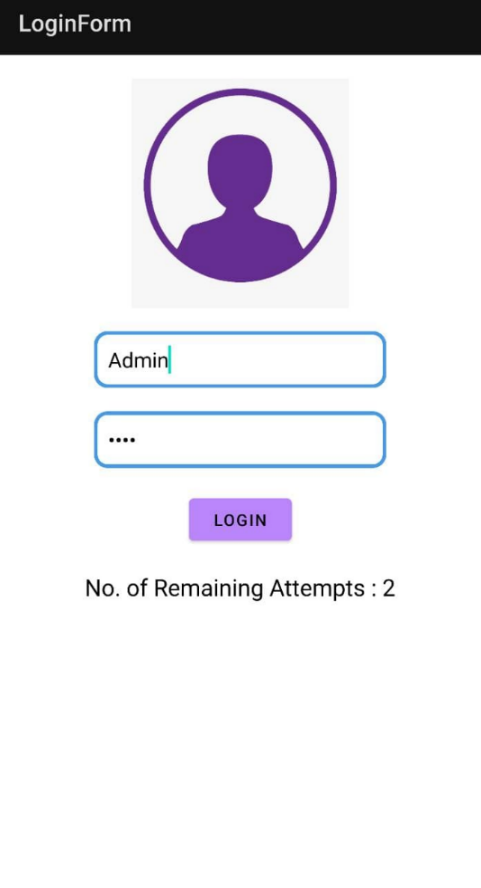 LoginForm
Admin
••••
LOGIN
No. of Remaining Attempts : 2